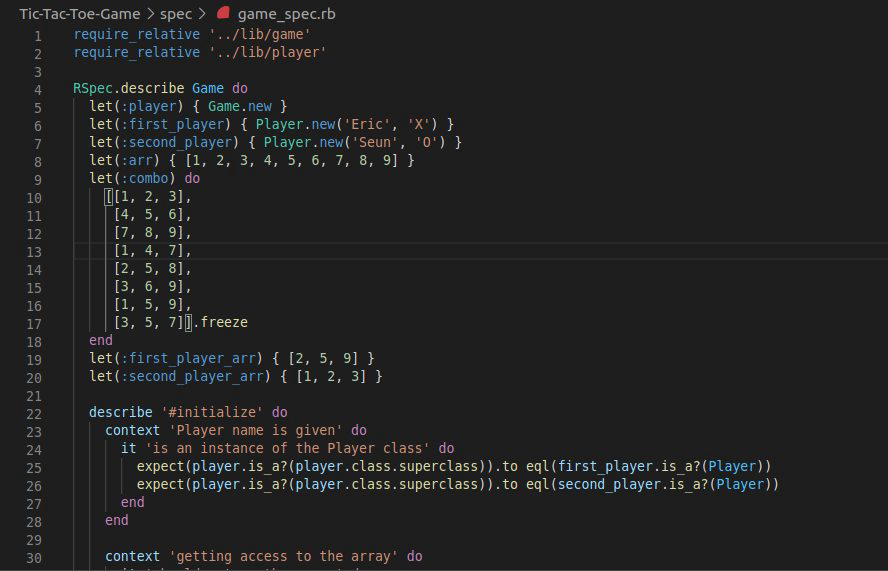 Tic-Tac-Toe-Game > spec > game_spec.rb
1 require_relative '../lib/game'
2 require_relative '../lib/player'
3
4 RSpec.describe Game do
5   let(:player) { Game.new }
6   let(:first_player) { Player.new('Eric', 'X') }
7   let(:second_player) { Player.new('Seun', 'O') }
8   let(:arr) { [1, 2, 3, 4, 5, 6, 7, 8, 9] }
9   let(:combo) do
10     [[1, 2, 3],
11      [4, 5, 6],
12      [7, 8, 9],
13      [1, 4, 7],
14      [2, 5, 8],
15      [3, 6, 9],
16      [1, 5, 9],
17      [3, 5, 7]].freeze
18   end
19   let(:first_player_arr) { [2, 5, 9] }
20   let(:second_player_arr) { [1, 2, 3] }
21
22   describe '#initialize' do
23     context 'Player name is given' do
24       it 'is an instance of the Player class' do
25         expect(player.is_a?(player.class.superclass)).to eql(first_player.is_a?(Player))
26         expect(player.is_a?(player.class.superclass)).to eql(second_player.is_a?(Player))
27       end
28     end
29
30     context 'getting access to the array' do